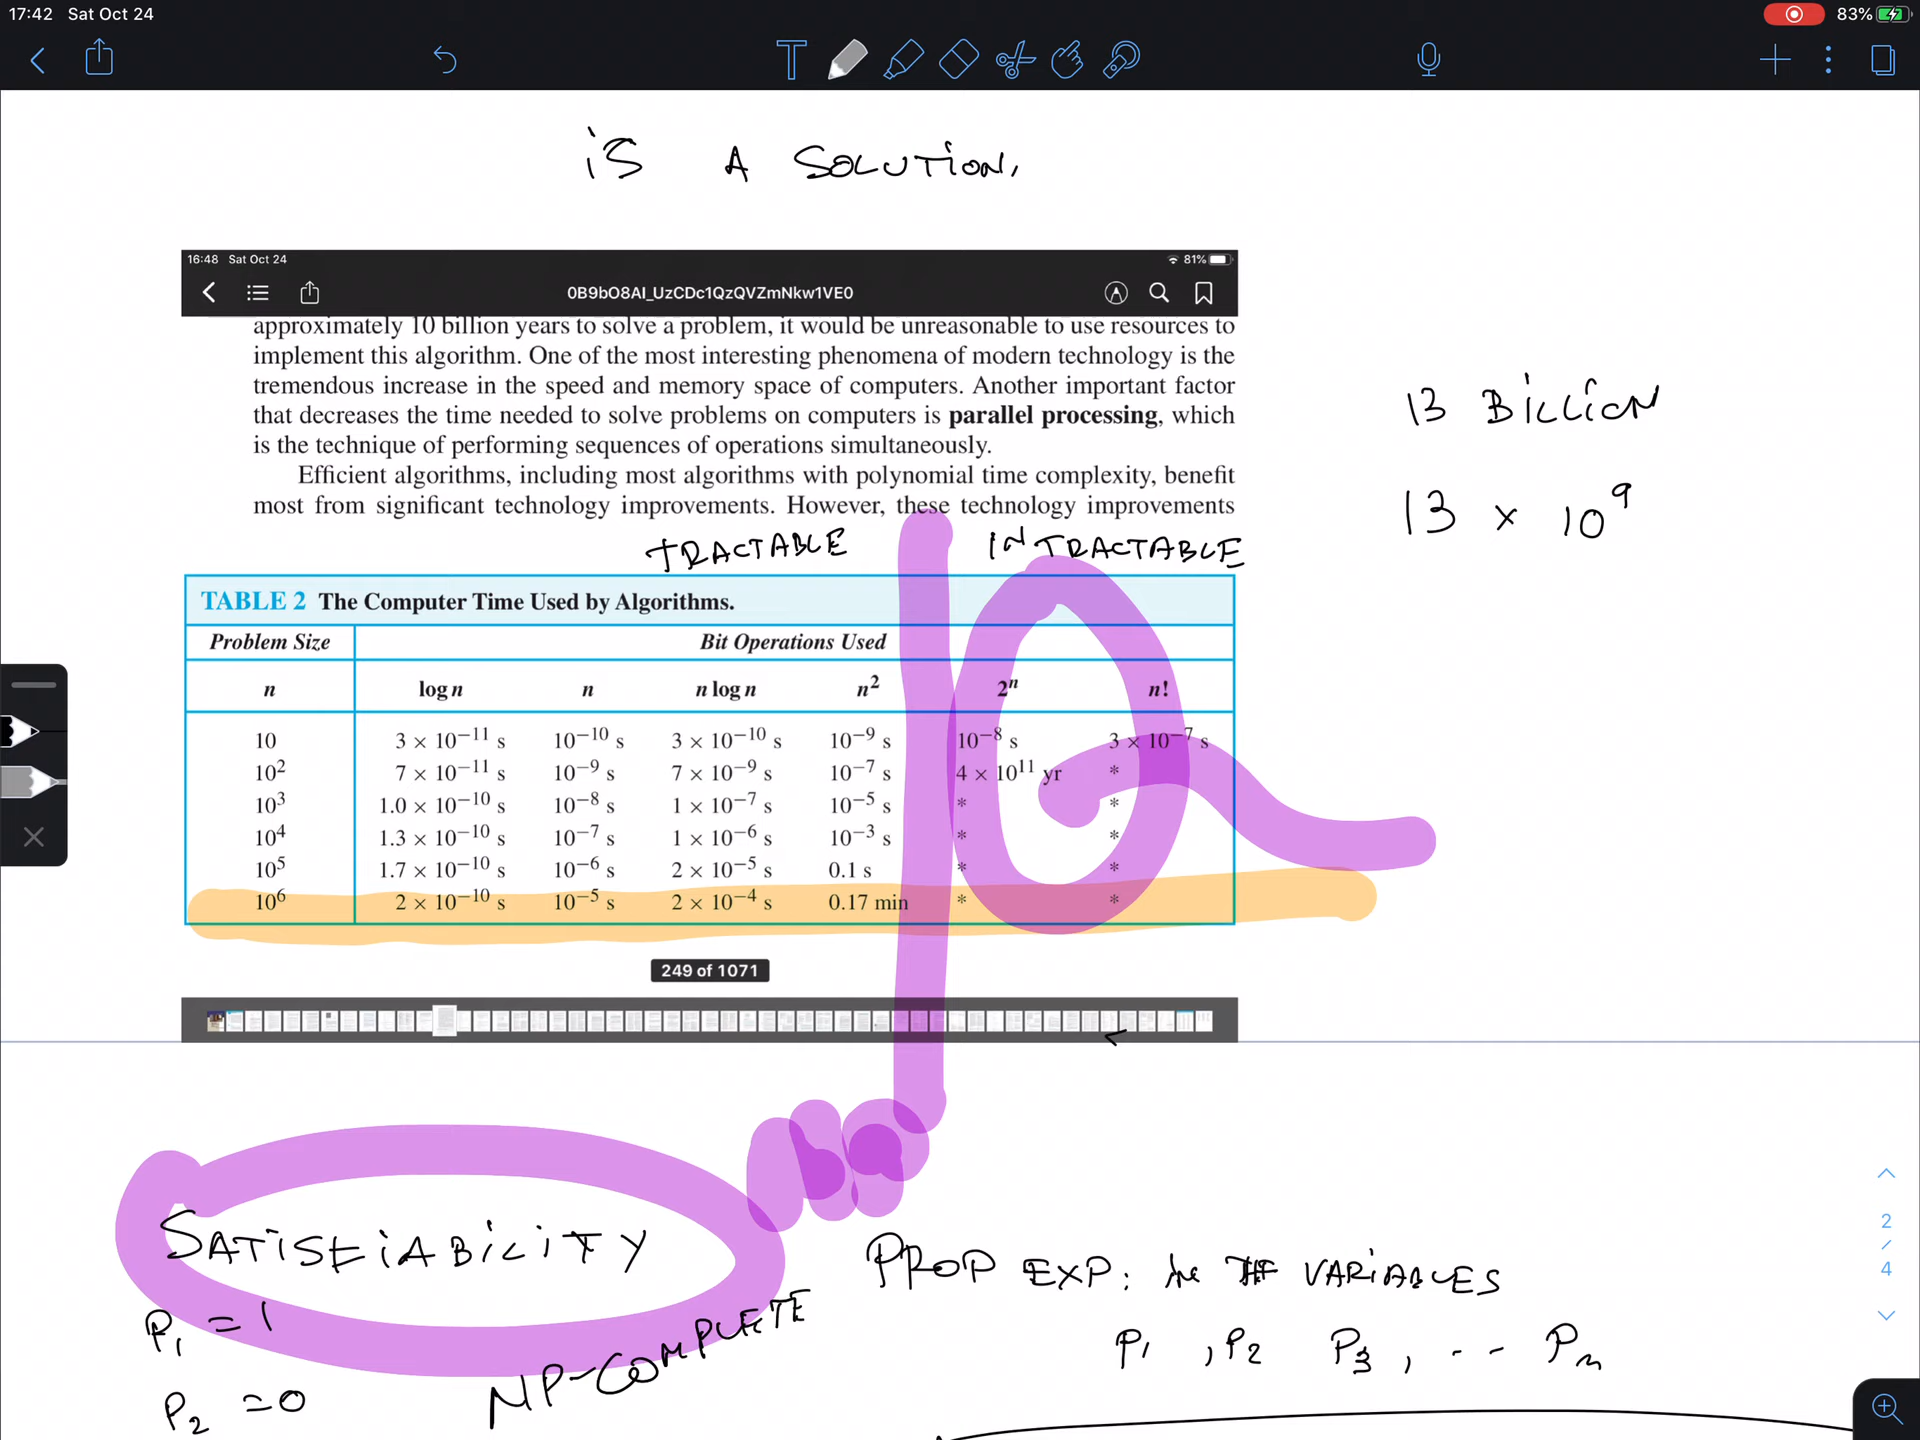 17:42 Sat Oct 24 83%
iS A SOLUTION.
16:48 Sat Oct 24 81%
0B9bO8AI_UzCDc1QzQVZmNkw1VE0
approximately 10 billion years to solve a problem, it would be unreasonable to use resources to
implement this algorithm. One of the most interesting phenomena of modern technology is the
tremendous increase in the speed and memory space of computers. Another important factor
that decreases the time needed to solve problems on computers is parallel processing, which
is the technique of performing sequences of operations simultaneously.
Efficient algorithms, including most algorithms with polynomial time complexity, benefit
most from significant technology improvements. However, these technology improvements
13 BiLLiON
13 × 10⁹
TRACTABLE INTRACTABLE
TABLE 2 The Computer Time Used by Algorithms.
Problem Size Bit Operations Used
n log n n n log n n² 2ⁿ n!
10 3 × 10⁻¹¹ s 10⁻¹⁰ s 3 × 10⁻¹⁰ s 10⁻⁹ s 10⁻⁸ s 3 × 10⁻⁷ s
10² 7 × 10⁻¹¹ s 10⁻⁹ s 7 × 10⁻⁹ s 10⁻⁷ s 4 × 10¹¹ yr *
10³ 1.0 × 10⁻¹⁰ s 10⁻⁸ s 1 × 10⁻⁷ s 10⁻⁵ s * *
10⁴ 1.3 × 10⁻¹⁰ s 10⁻⁷ s 1 × 10⁻⁶ s 10⁻³ s * *
10⁵ 1.7 × 10⁻¹⁰ s 10⁻⁶ s 2 × 10⁻⁵ s 0.1 s * *
10⁶ 2 × 10⁻¹⁰ s 10⁻⁵ s 2 × 10⁻⁴ s 0.17 min * *
249 of 1071
SATiSFiABiLiTY
PROP EXP: VARiABLES
P₁ = 1
P₁, P₂ P₃, -- Pₙ
P₂ = 0
NP-COMPLETE
2/4